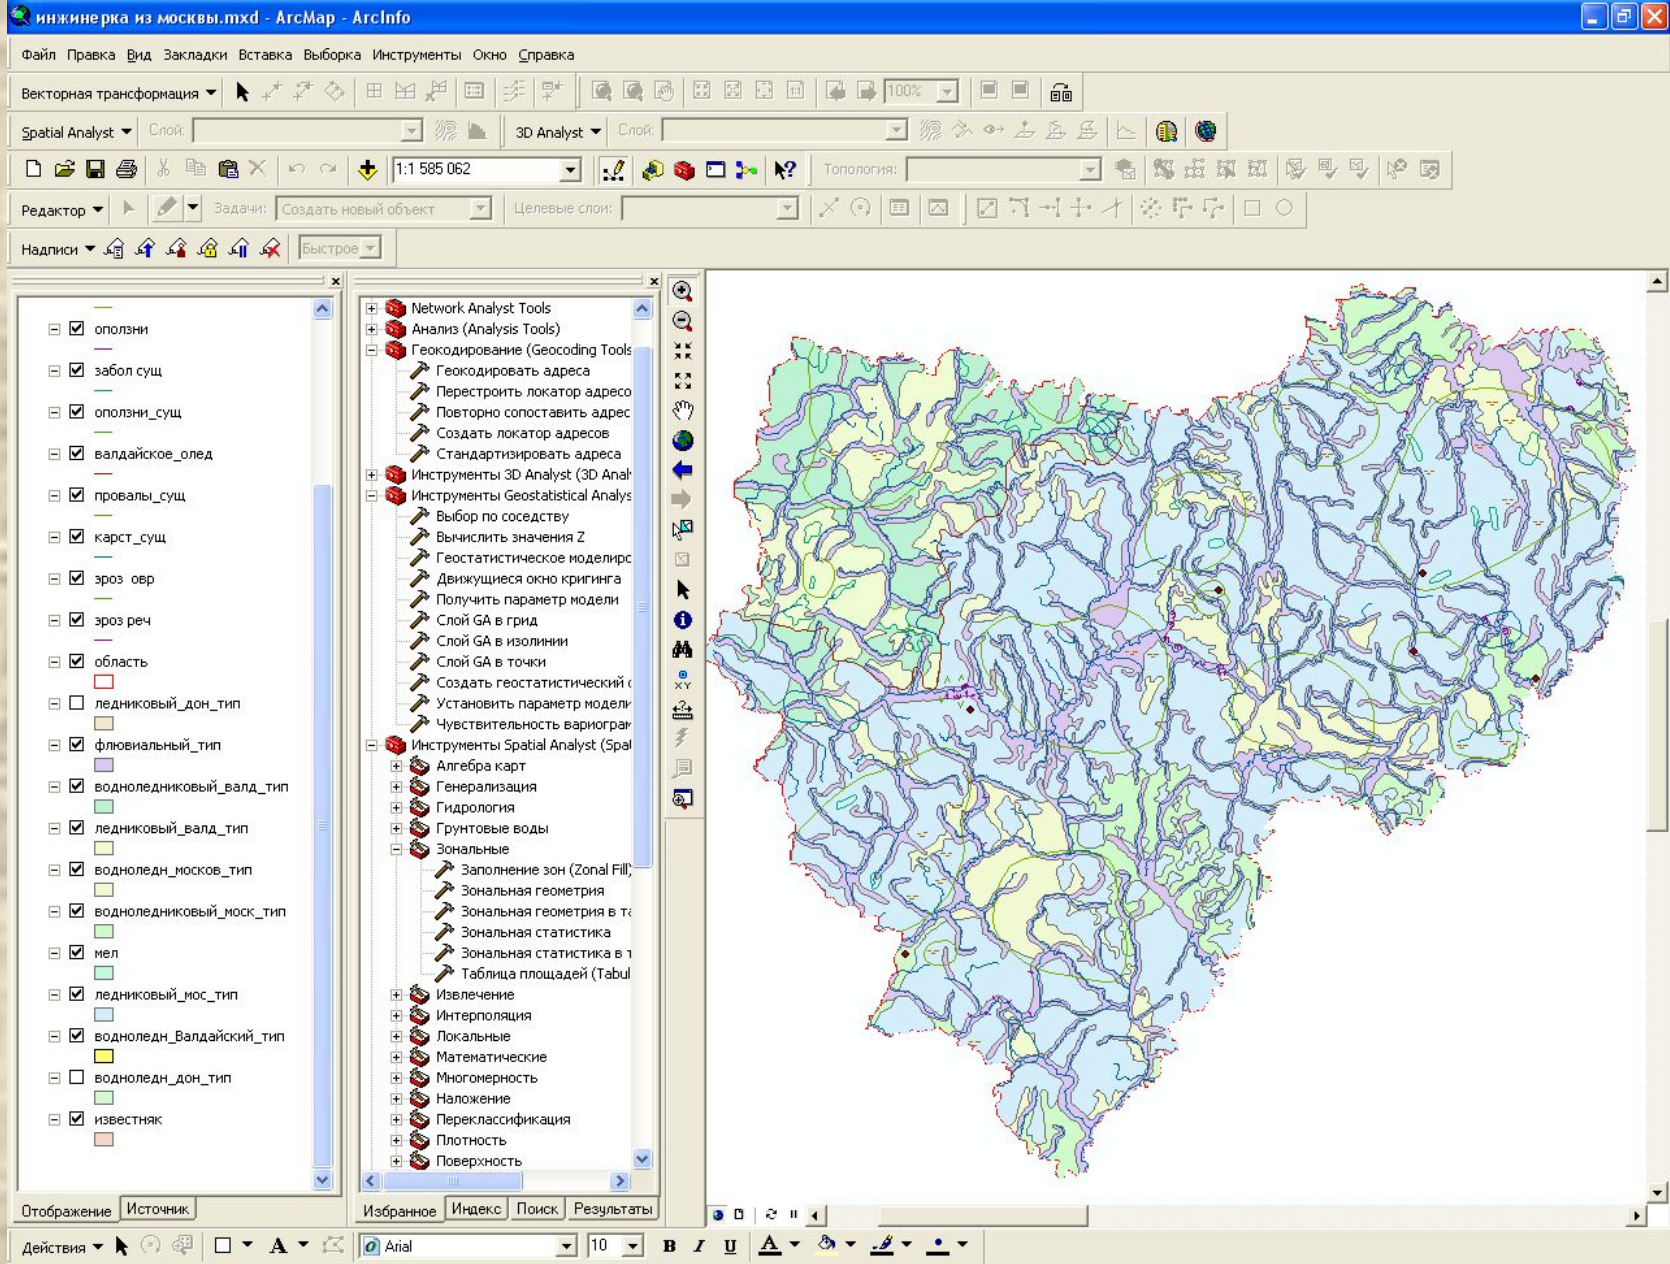 инжинерка из москвы.mxd - ArcMap - ArcInfo
Файл Правка Вид Закладки Вставка Выборка Инструменты Окно Справка
Векторная трансформация
100%
Spatial Analyst Слой:
3D Analyst Слой:
1:1 585 062
Топология:
Редактор Задачи: Создать новый объект Целевые слои:
Надписи Быстрое
оползни
забол сущ
оползни_сущ
валдайское_олед
провалы_сущ
карст_сущ
эроз овр
эроз реч
область
ледниковый_дон_тип
флювиальный_тип
водноледниковый_валд_тип
ледниковый_валд_тип
водноледн_москов_тип
водноледниковый_моск_тип
мел
ледниковый_мос_тип
водноледн_Валдайский_тип
водноледн_дон_тип
известняк
Отображение Источник
Network Analyst Tools
Анализ (Analysis Tools)
Геокодирование (Geocoding Tools
Геокодировать адреса
Перестроить локатор адресо
Повторно сопоставить адрес
Создать локатор адресов
Стандартизировать адреса
Инструменты 3D Analyst (3D Anal
Инструменты Geostatistical Analys
Выбор по соседству
Вычислить значения Z
Геостатистическое моделирс
Движущиеся окно кригинга
Получить параметр модели
Слой GA в грид
Слой GA в изолинии
Слой GA в точки
Создать геостатистический с
Установить параметр модели
Чувствительность вариограм
Инструменты Spatial Analyst (Spal
Алгебра карт
Генерализация
Гидрология
Грунтовые воды
Зональные
Заполнение зон (Zonal Fill)
Зональная геометрия
Зональная геометрия в та
Зональная статистика
Зональная статистика в т
Таблица площадей (Tabul
Извлечение
Интерполяция
Локальные
Математические
Многомерность
Наложение
Переклассификация
Плотность
Поверхность
Избранное Индекс Поиск Результаты
XY
Действия A Arial 10 B I U A